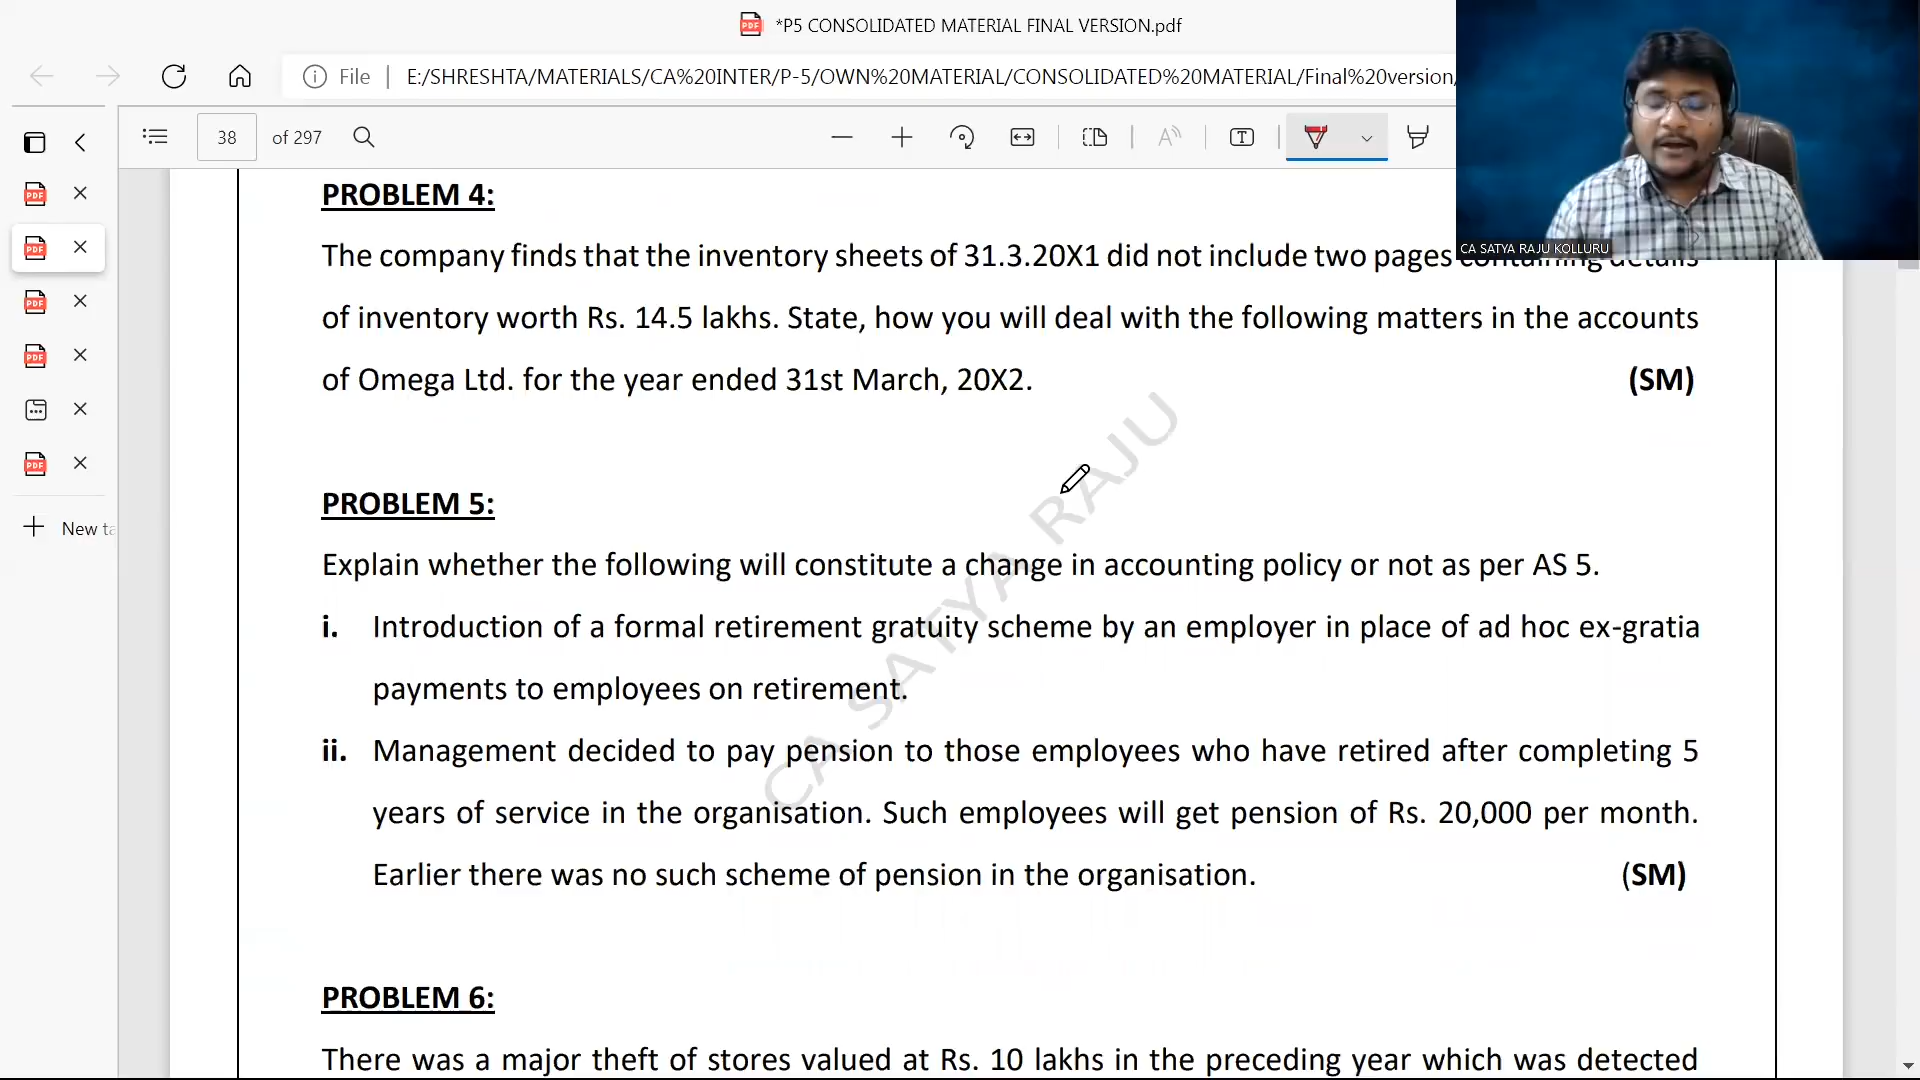 *P5 CONSOLIDATED MATERIAL FINAL VERSION.pdf
File E:/SHRESHTA/MATERIALS/CA%20INTER/P-5/OWN%20MATERIAL/CONSOLIDATED%20MATERIAL/Final%20version
38 of 297
CA SATYA RAJU KOLLURU
PROBLEM 4:
The company finds that the inventory sheets of 31.3.20X1 did not include two pages containing details
of inventory worth Rs. 14.5 lakhs. State, how you will deal with the following matters in the accounts
of Omega Ltd. for the year ended 31st March, 20X2. (SM)
PROBLEM 5:
Explain whether the following will constitute a change in accounting policy or not as per AS 5.
i. Introduction of a formal retirement gratuity scheme by an employer in place of ad hoc ex-gratia
payments to employees on retirement.
ii. Management decided to pay pension to those employees who have retired after completing 5
years of service in the organisation. Such employees will get pension of Rs. 20,000 per month.
Earlier there was no such scheme of pension in the organisation. (SM)
PROBLEM 6:
There was a major theft of stores valued at Rs. 10 lakhs in the preceding year which was detected
CA SATYA RAJU
New ta